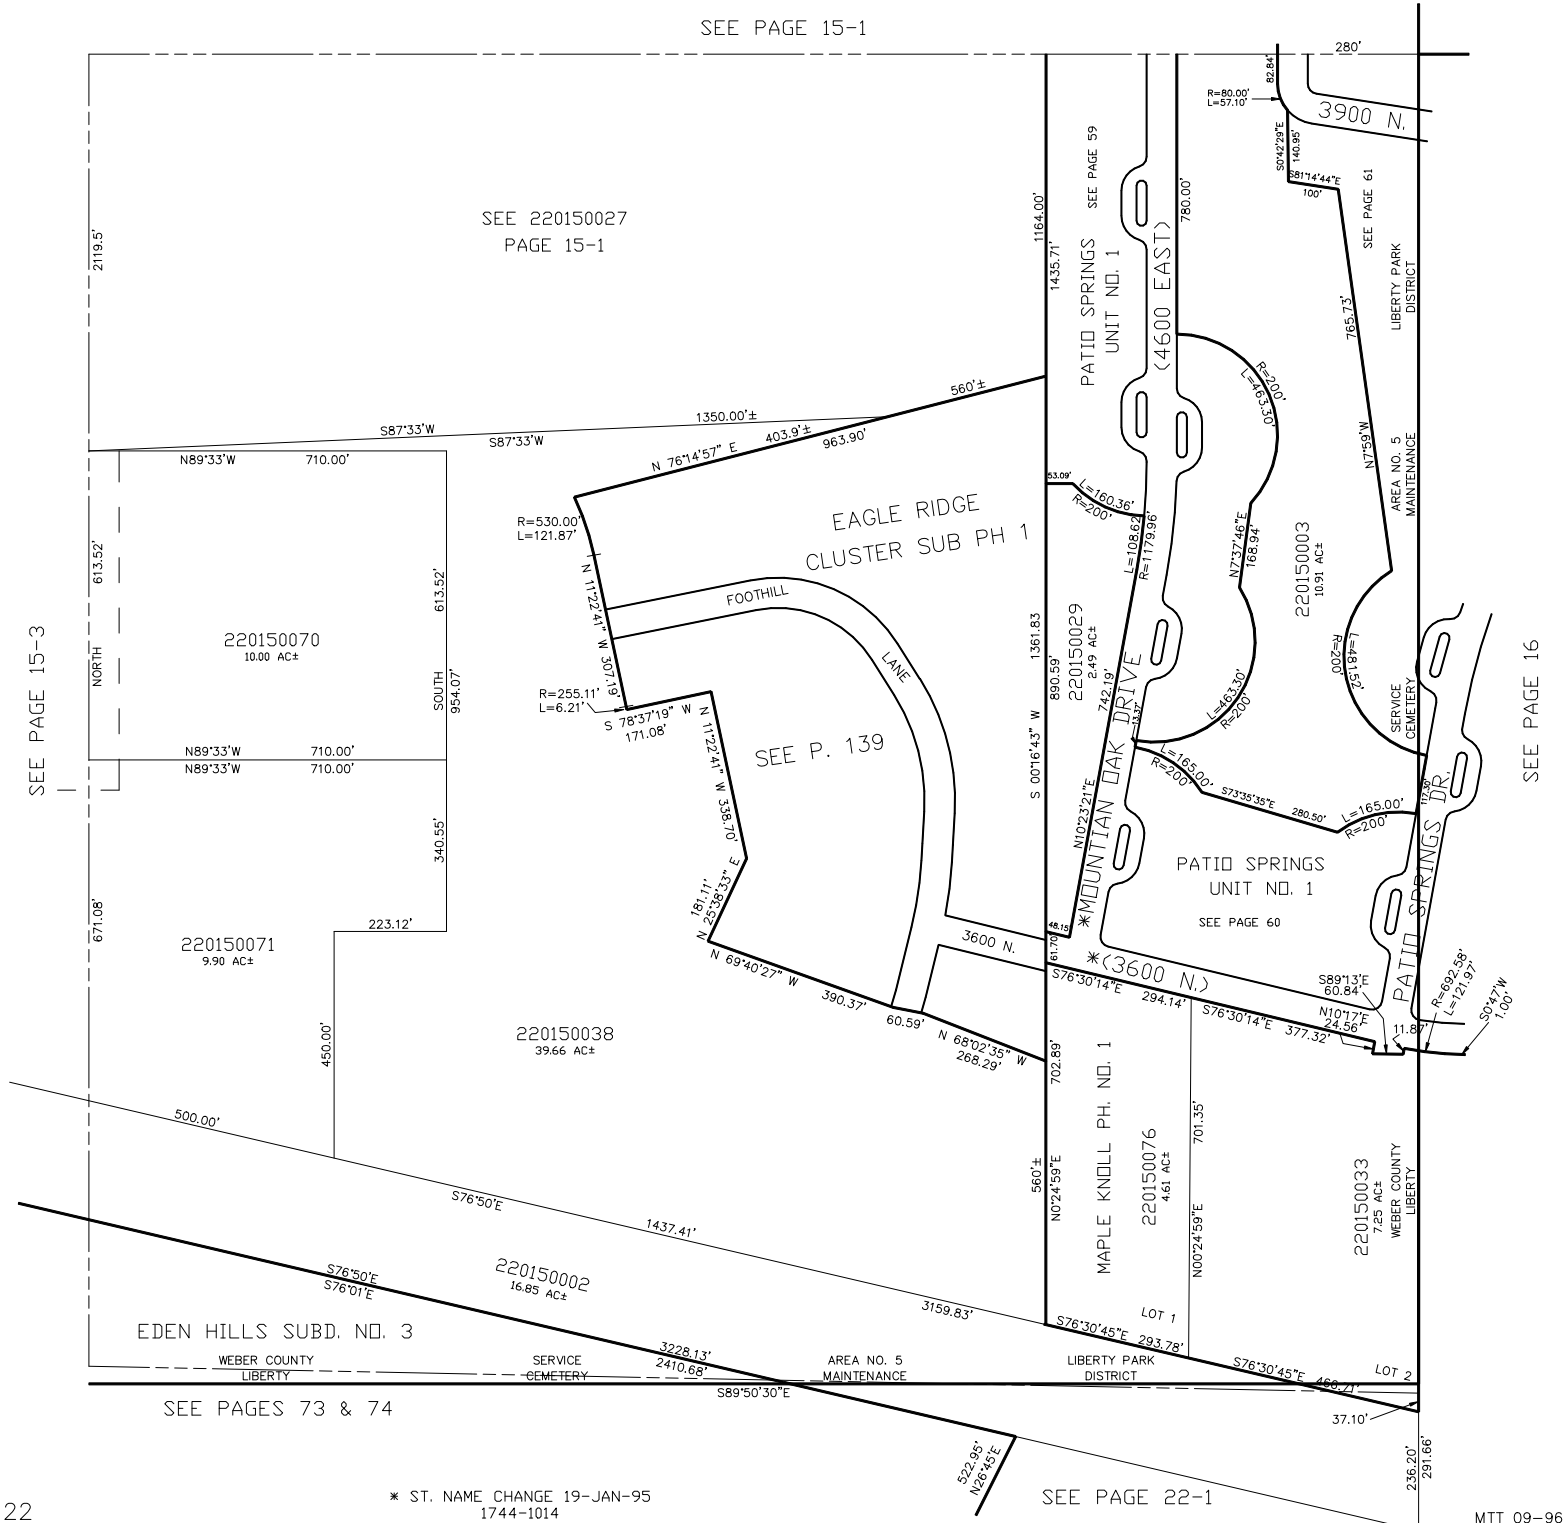 SEE PAGE 15-1
280'
82.84'
R=80.00'
L=57.10'
3900 N.
S0°42'29"E
140.95'
S81°14'44"E
100'
SEE PAGE 59
SEE PAGE 61
780.00'
1164.00'
1435.71'
2119.5'
SEE 220150027
PAGE 15-1
PATIO SPRINGS
UNIT NO. 1
(4600 EAST)
LIBERTY PARK
DISTRICT
765.73'
N7°59'W
R=200'
L=463.30'
560'±
1350.00'±
S87°33'W
S87°33'W
403.9'±
963.90'
N 76°14'57" E
N89°33'W
710.00'
AREA NO. 5
MAINTENANCE
53.09'
L=160.36'
R=200'
R=530.00'
L=121.87'
EAGLE RIDGE
CLUSTER SUB PH 1
L=108.62'
R=1179.96'
N7°37'46"E
168.94'
220150003
10.91 AC±
613.52'
613.52'
N 11°22'41" W 307.19'
FOOTHILL
LANE
220150029
2.49 AC±
1361.83
S 00°16'43" W
890.59'
742.19'
220150070
10.00 AC±
SEE PAGE 15-3
NORTH
SOUTH
954.07'
R=255.11'
L=6.21'
S 78°37'19" W
171.08'
N 11°22'41" W 338.70'
SEE P. 139
L=481.52'
R=200'
L=463.30'
R=200'
13.37'
SERVICE
CEMETERY
SEE PAGE 16
N89°33'W
710.00'
N89°33'W
710.00'
L=165.00'
R=200'
S73°35'35"E
280.50'
L=165.00'
R=200'
117.30'
N10°23'21"E
*MOUNTIAN OAK DRIVE
PATIO SPRINGS DR.
340.55'
PATIO SPRINGS
UNIT NO. 1
SEE PAGE 60
181.11'
N 25°38'33" E
671.08'
223.12'
220150071
9.90 AC±
48.15'
61.70'
3600 N.
*(3600 N.)
N 69°40'27" W
390.37'
60.59'
N 68°02'35" W
268.29'
S76°30'14"E
294.14'
S76°30'14"E
377.32'
S89°13'E
60.84'
N10°17'E
24.56'
11.87'
R=692.58'
L=121.97'
S0°47'W
1.00'
220150038
39.66 AC±
450.00'
702.89'
MAPLE KNOLL PH. NO. 1
220150076
4.61 AC±
701.35'
500.00'
560'±
N0°24'59"E
N00°24'59"E
220150033
7.25 AC±
WEBER COUNTY
LIBERTY
S76°50'E
1437.41'
220150002
16.85 AC±
S76°50'E
S76°01'E
3159.83'
LOT 1
S76°30'45"E
293.78'
EDEN HILLS SUBD. NO. 3
3228.13'
2410.68'
WEBER COUNTY
LIBERTY
SERVICE
CEMETERY
AREA NO. 5
MAINTENANCE
LIBERTY PARK
DISTRICT
S76°30'45"E
466.71'
LOT 2
S89°50'30"E
SEE PAGES 73 & 74
37.10'
236.20'
291.66'
522.95'
N26°45'E
* ST. NAME CHANGE 19-JAN-95
1744-1014
SEE PAGE 22-1
22
MTT 09-96